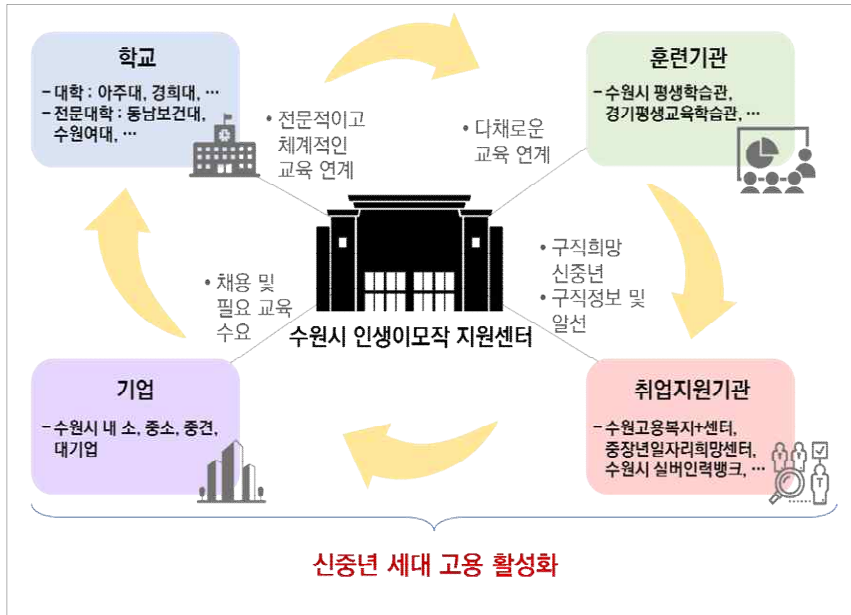 학교
- 대학 : 아주대, 경희대, …
- 전문대학 : 동남보건대,
수원여대, …
훈련기관
- 수원시 평생학습관,
경기평생교육학습관, …
• 전문적이고
체계적인
교육 연계
• 다채로운
교육 연계
• 채용 및
필요 교육
수요
• 구직희망
신중년
• 구직정보 및
알선
수원시 인생이모작 지원센터
기업
- 수원시 내 소, 중소, 중견,
대기업
취업지원기관
- 수원고용복지+센터,
중장년일자리희망센터,
수원시 실버인력뱅크, …
신중년 세대 고용 활성화